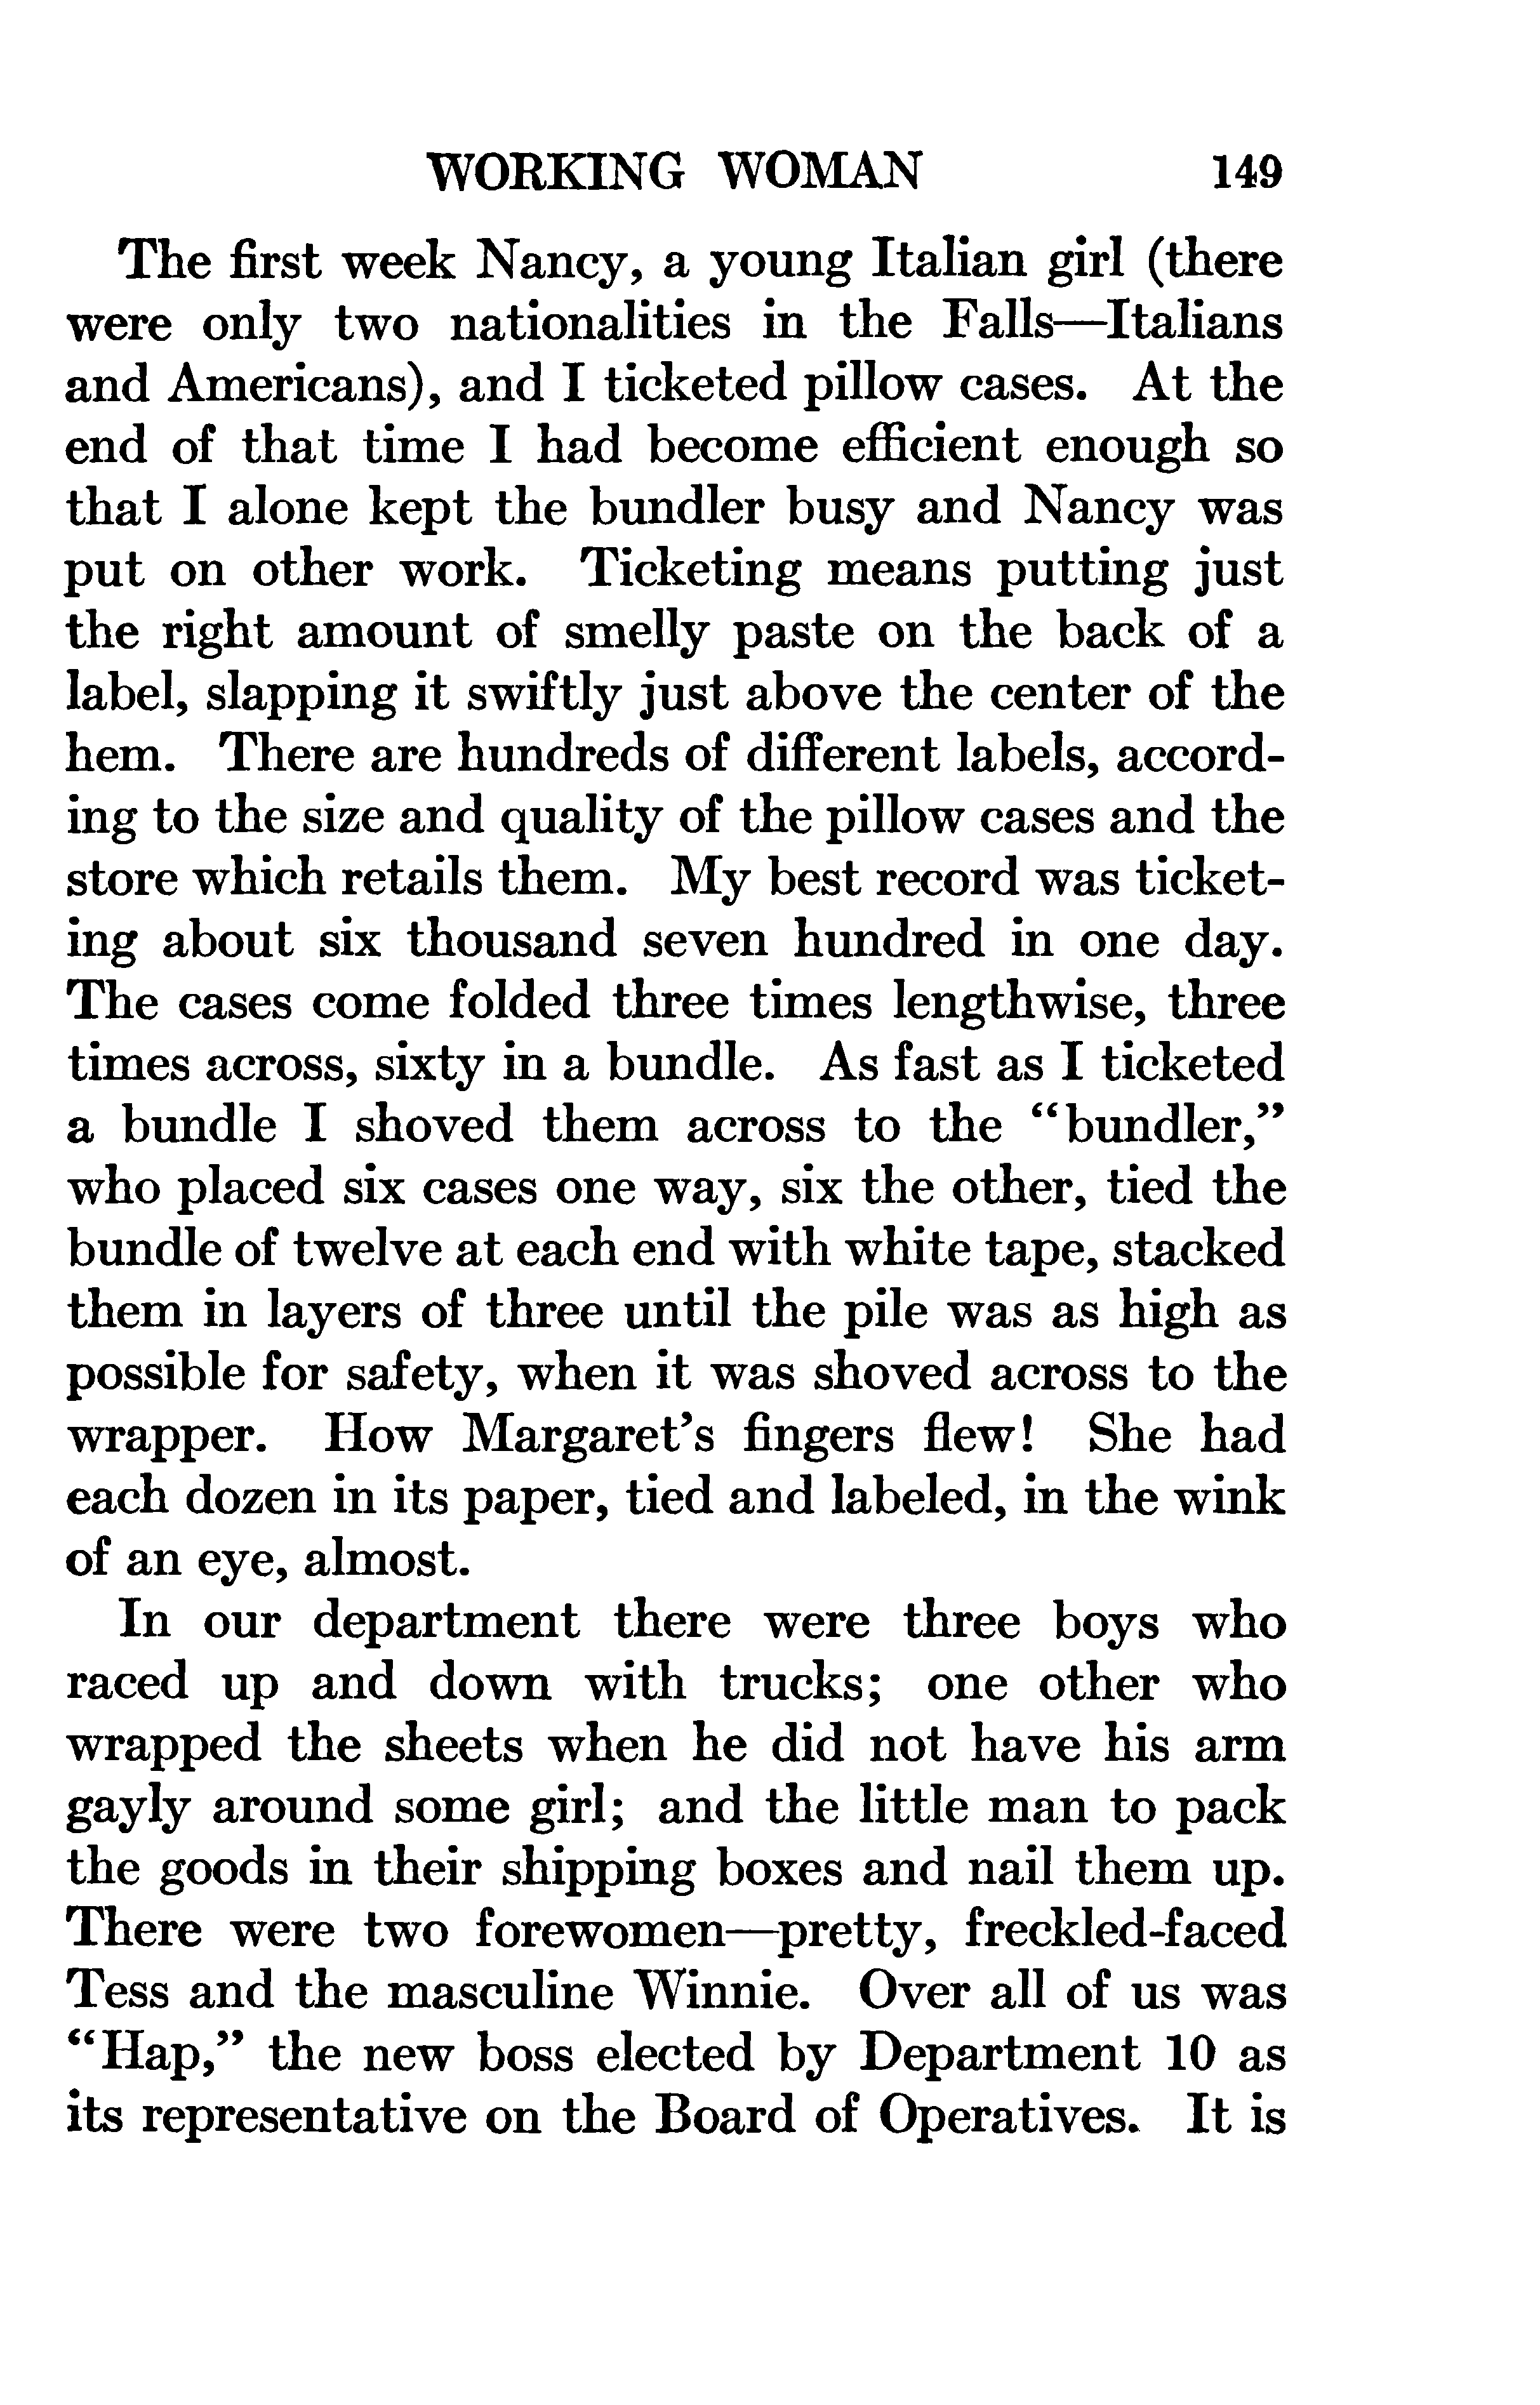 WORKING WOMAN 149
The first week Nancy, a young Italian girl (there
were only two nationalities in the Falls—Italians
and Americans), and I ticketed pillow cases. At the
end of that time I had become efficient enough so
that I alone kept the bundler busy and Nancy was
put on other work. Ticketing means putting just
the right amount of smelly paste on the back of a
label, slapping it swiftly just above the center of the
hem. There are hundreds of different labels, accord-
ing to the size and quality of the pillow cases and the
store which retails them. My best record was ticket-
ing about six thousand seven hundred in one day.
The cases come folded three times lengthwise, three
times across, sixty in a bundle. As fast as I ticketed
a bundle I shoved them across to the “bundler,”
who placed six cases one way, six the other, tied the
bundle of twelve at each end with white tape, stacked
them in layers of three until the pile was as high as
possible for safety, when it was shoved across to the
wrapper. How Margaret’s fingers flew! She had
each dozen in its paper, tied and labeled, in the wink
of an eye, almost.
In our department there were three boys who
raced up and down with trucks; one other who
wrapped the sheets when he did not have his arm
gayly around some girl; and the little man to pack
the goods in their shipping boxes and nail them up.
There were two forewomen—pretty, freckled-faced
Tess and the masculine Winnie. Over all of us was
“Hap,” the new boss elected by Department 10 as
its representative on the Board of Operatives. It is